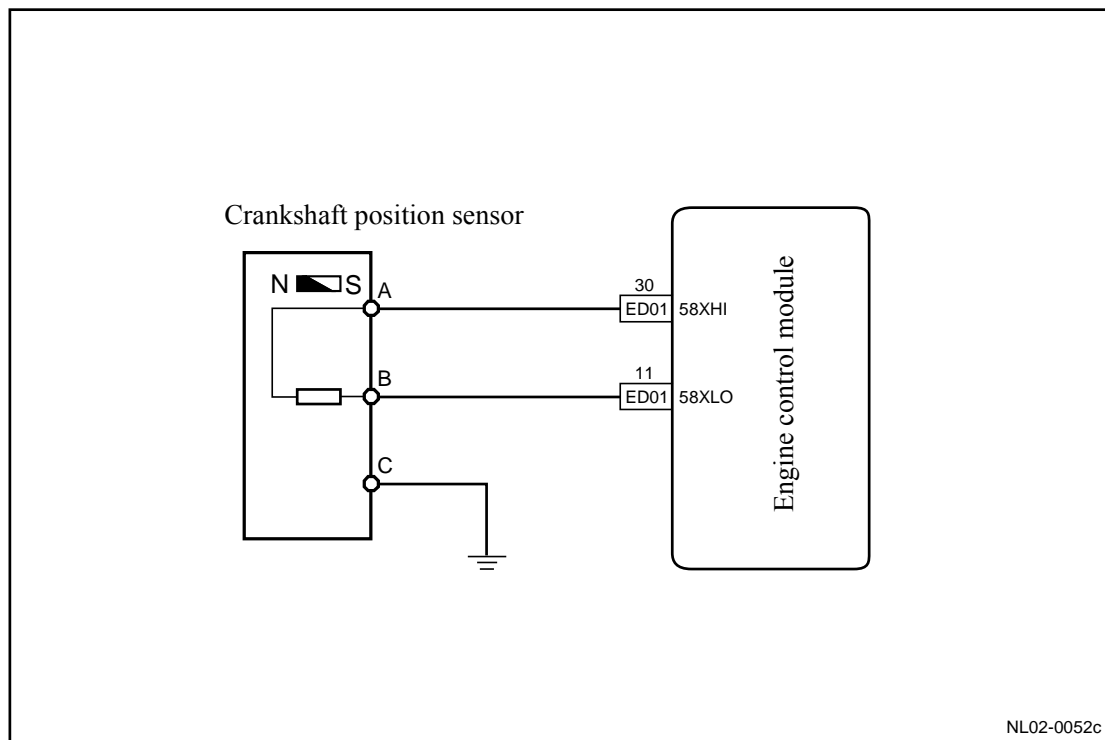 Crankshaft position sensor
N S
A
30
ED01 58XHI
B
11
ED01 58XLO
C
Engine control module
NL02-0052c